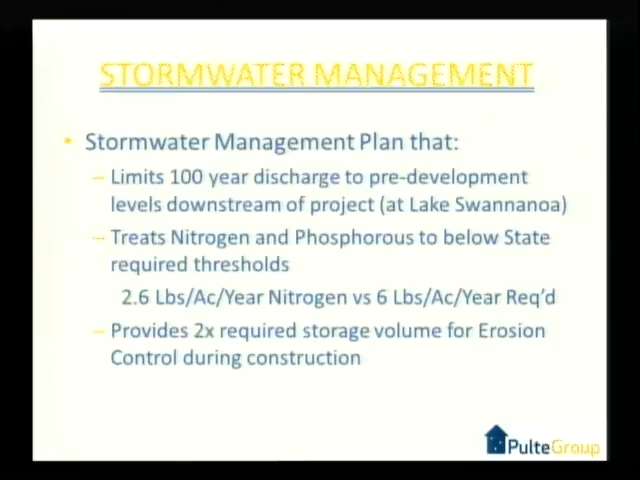 STORMWATER MANAGEMENT
• Stormwater Management Plan that:
– Limits 100 year discharge to pre-development
levels downstream of project (at Lake Swannanoa)
– Treats Nitrogen and Phosphorous to below State
required thresholds
2.6 Lbs/Ac/Year Nitrogen vs 6 Lbs/Ac/Year Req'd
– Provides 2x required storage volume for Erosion
Control during construction
PulteGroup